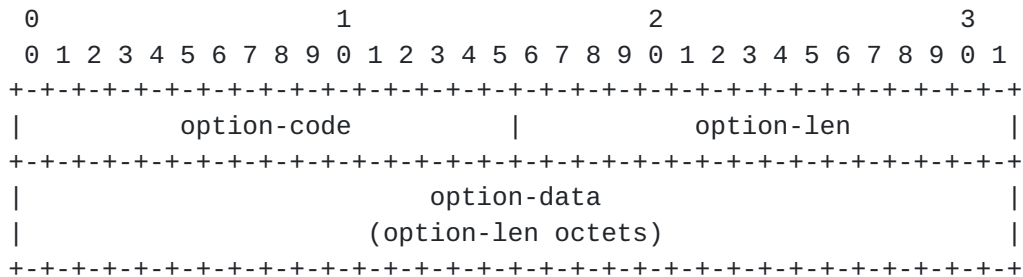 0                   1                   2                   3
0 1 2 3 4 5 6 7 8 9 0 1 2 3 4 5 6 7 8 9 0 1 2 3 4 5 6 7 8 9 0 1
+-+-+-+-+-+-+-+-+-+-+-+-+-+-+-+-+-+-+-+-+-+-+-+-+-+-+-+-+-+-+-+-+
|          option-code          |           option-len          |
+-+-+-+-+-+-+-+-+-+-+-+-+-+-+-+-+-+-+-+-+-+-+-+-+-+-+-+-+-+-+-+-+
|                          option-data                          |
|                      (option-len octets)                      |
+-+-+-+-+-+-+-+-+-+-+-+-+-+-+-+-+-+-+-+-+-+-+-+-+-+-+-+-+-+-+-+-+